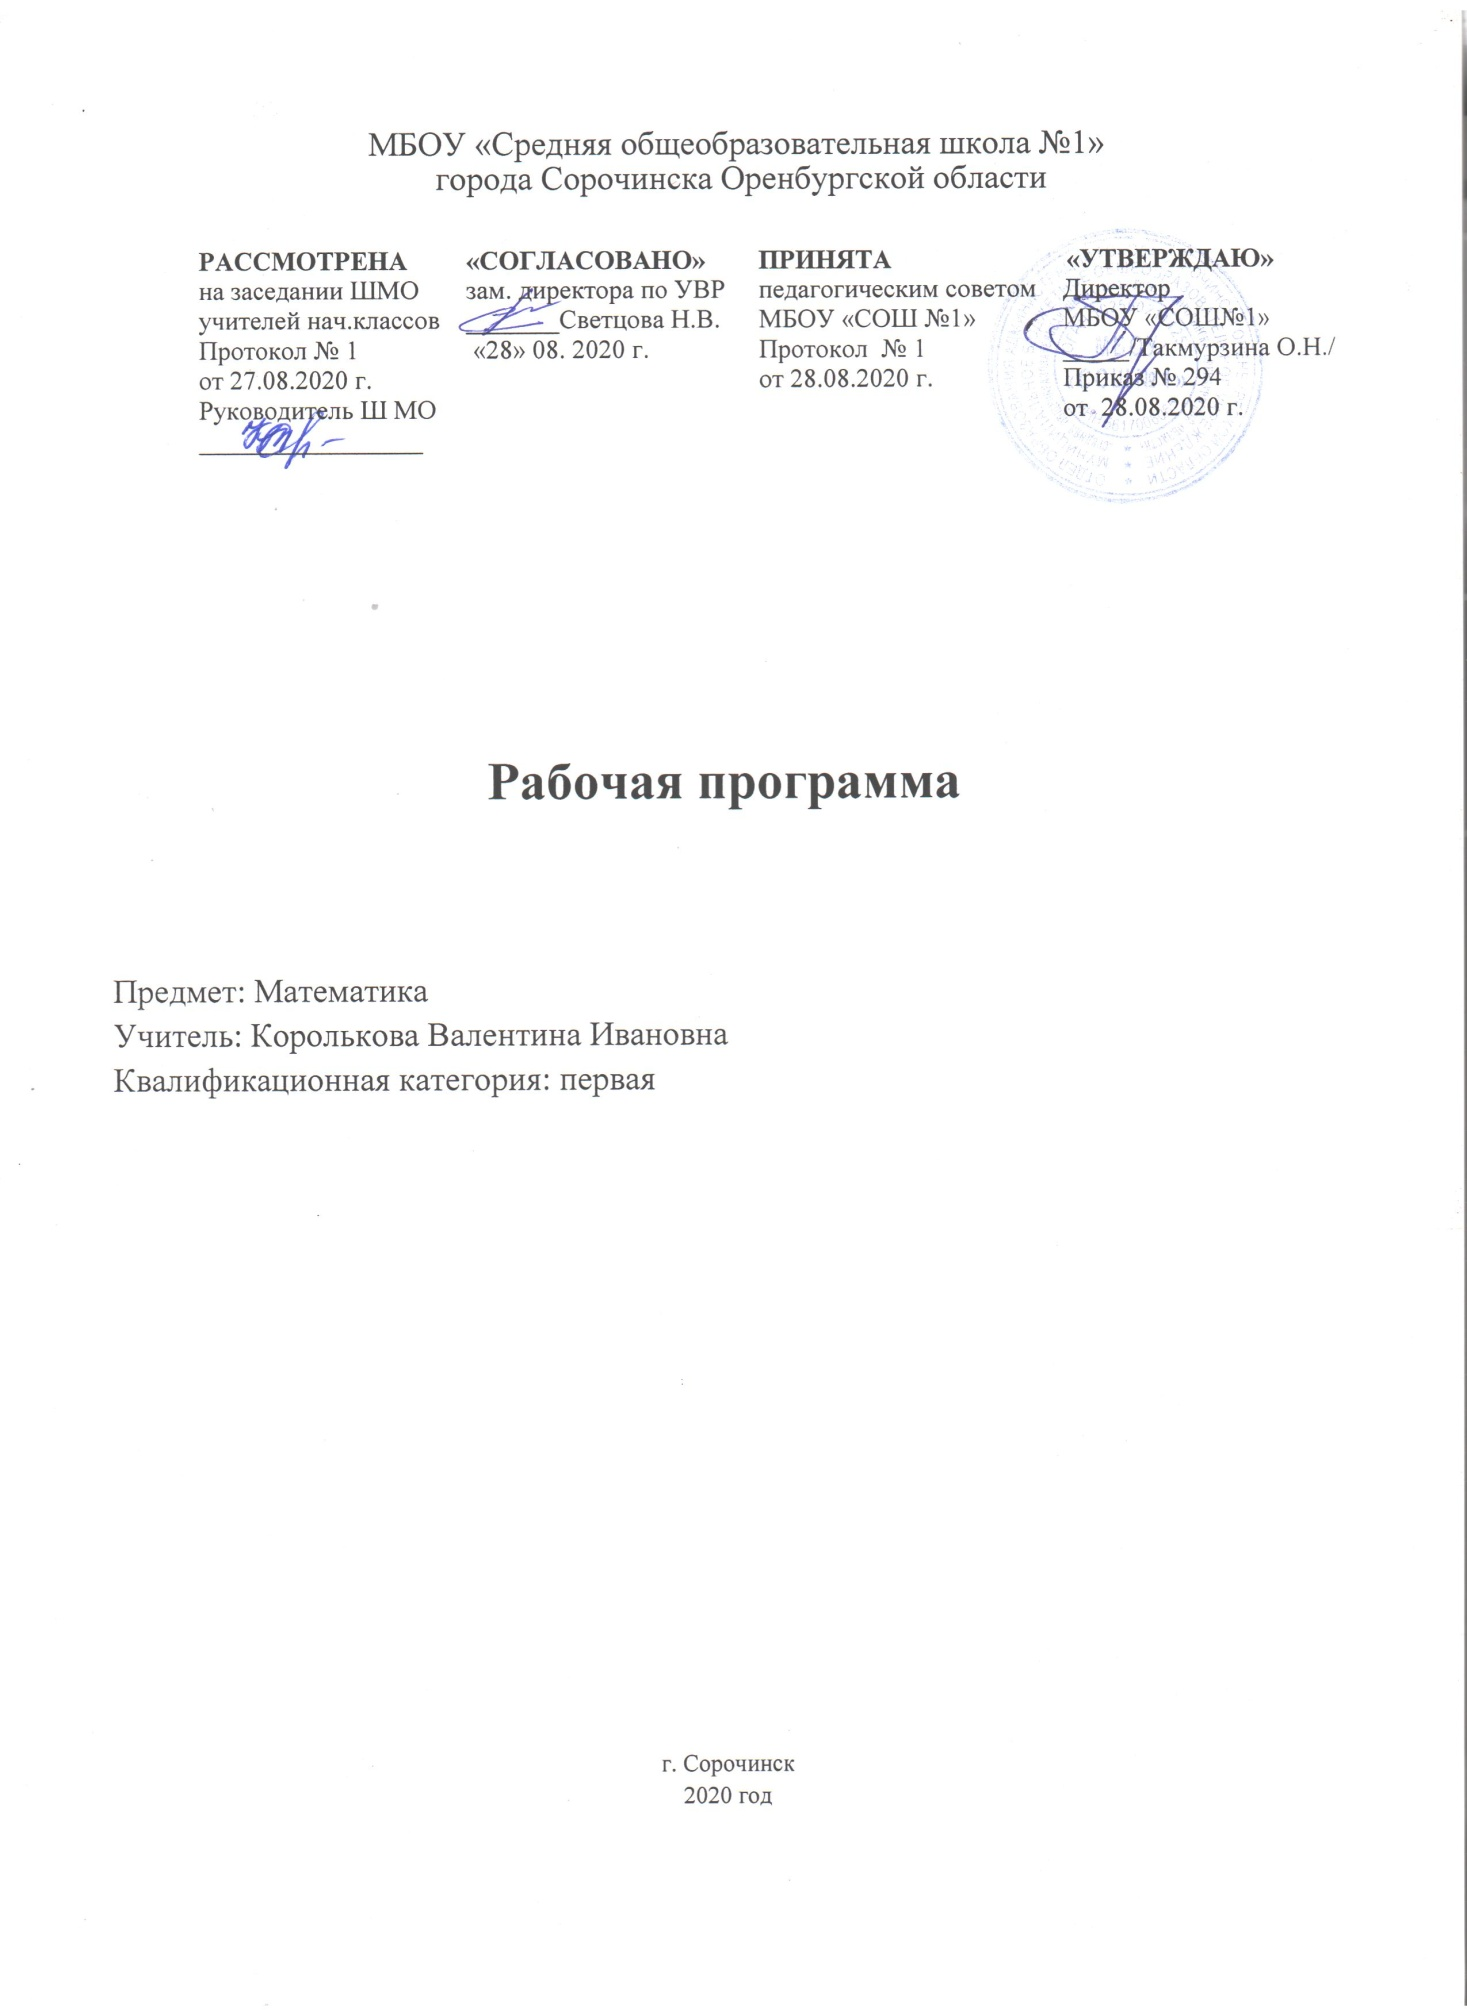 МБОУ «Средняя общеобразовательная школа №1»
города Сорочинска Оренбургской области
РАССМОТРЕНА
на заседании ШМО
учителей нач.классов
Протокол № 1
от 27.08.2020 г.
Руководитель Ш МО
«СОГЛАСОВАНО»
зам. директора по УВР
Светцова Н.В.
«28» 08. 2020 г.
ПРИНЯТА
педагогическим советом
МБОУ «СОШ №1»
Протокол № 1
от 28.08.2020 г.
«УТВЕРЖДАЮ»
Директор
МБОУ «СОШ№1»
/Такмурзина О.Н./
Приказ № 294
от 28.08.2020 г.
Рабочая программа
Предмет: Математика
Учитель: Королькова Валентина Ивановна
Квалификационная категория: первая
г. Сорочинск
2020 год